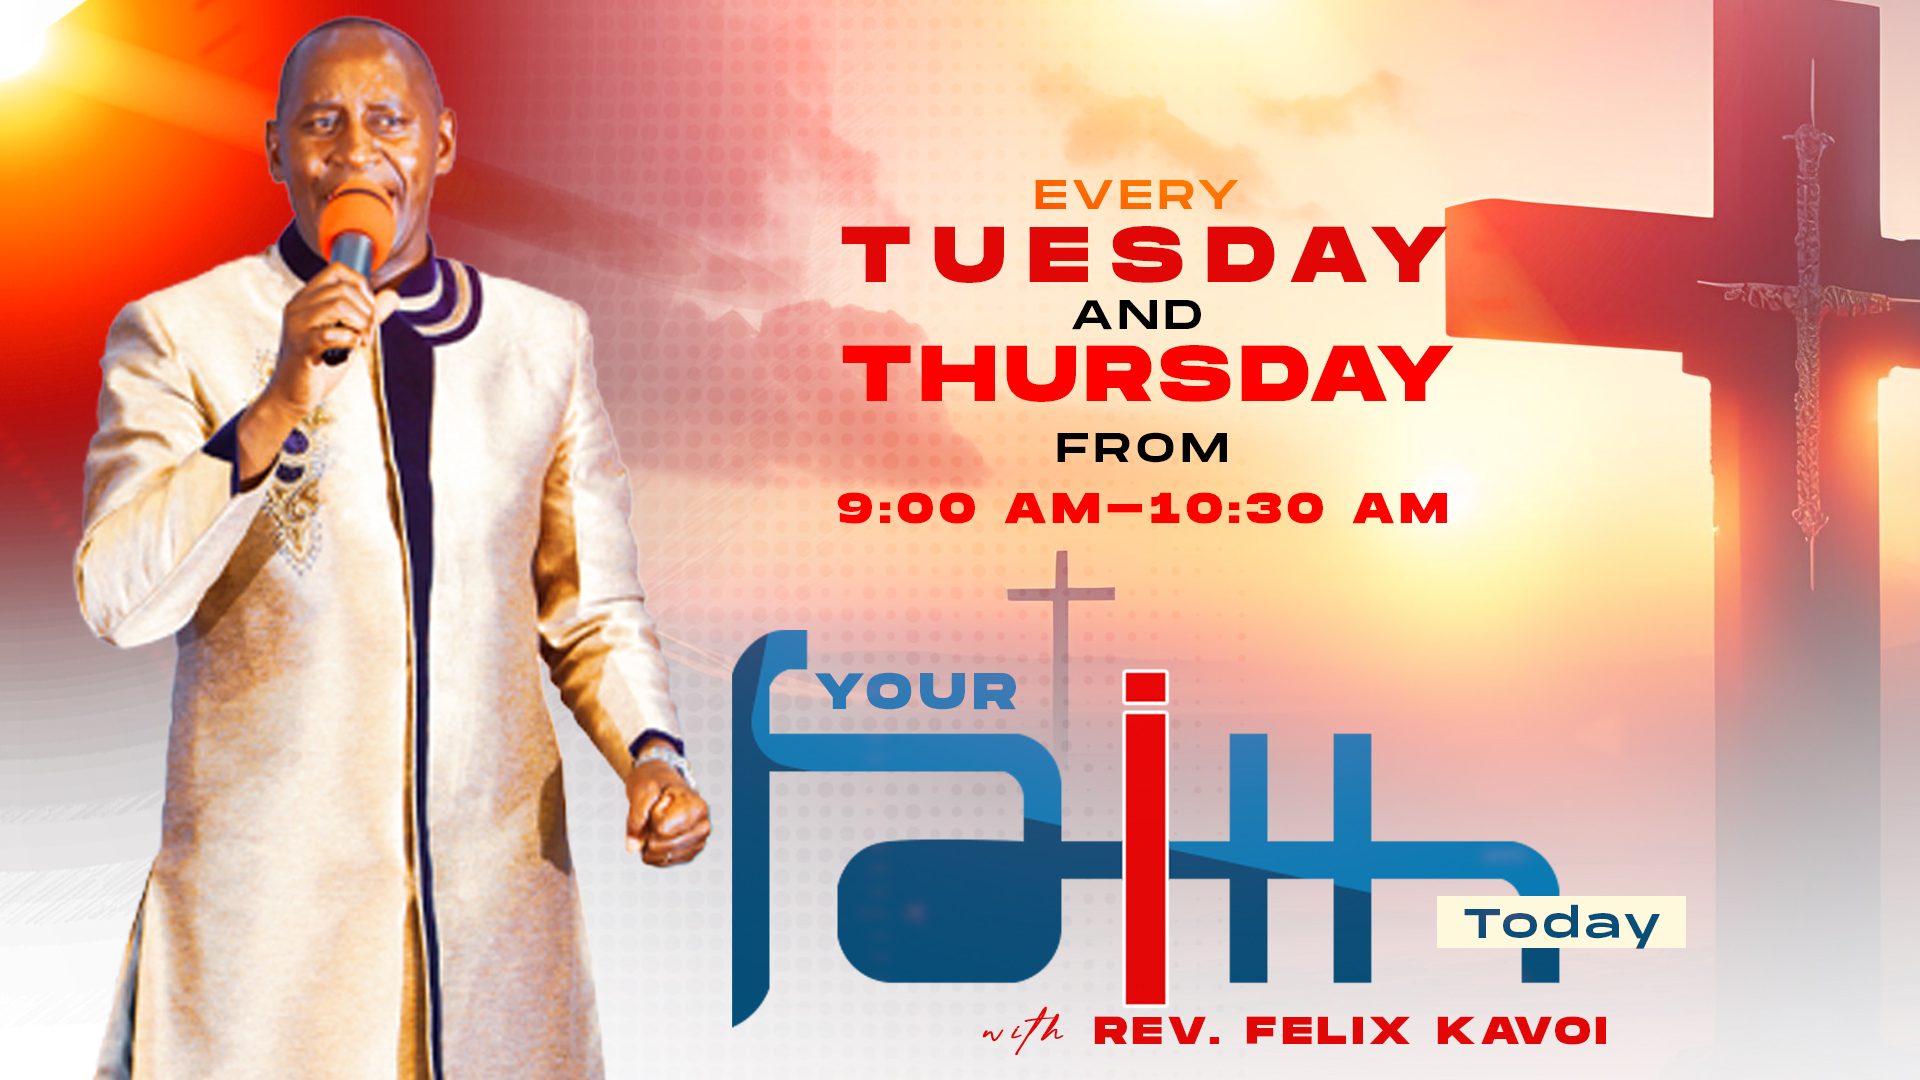 EVERY
TUESDAY
AND
THURSDAY
FROM
9:00 AM–10:30 AM
YOUR
faith
Today
with REV. FELIX KAVOI